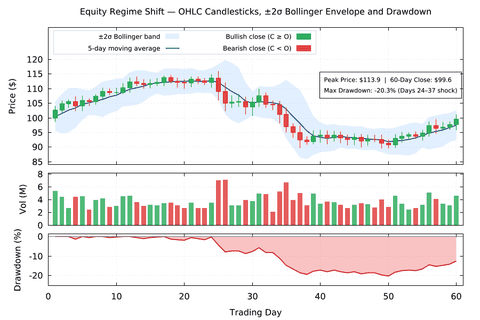 Equity Regime Shift — OHLC Candlesticks, ±2σ Bollinger Envelope and Drawdown
±2σ Bollinger band
Bullish close (C ≥ O)
5-day moving average
Bearish close (C < O)
Peak Price: $113.9 | 60-Day Close: $99.6
Max Drawdown: -20.3% (Days 24–37 shock)
Price ($)
120
115
110
105
100
95
90
85
Vol (M)
8
6
4
2
0
Drawdown (%)
0
-10
-20
0
10
20
30
40
50
60
Trading Day